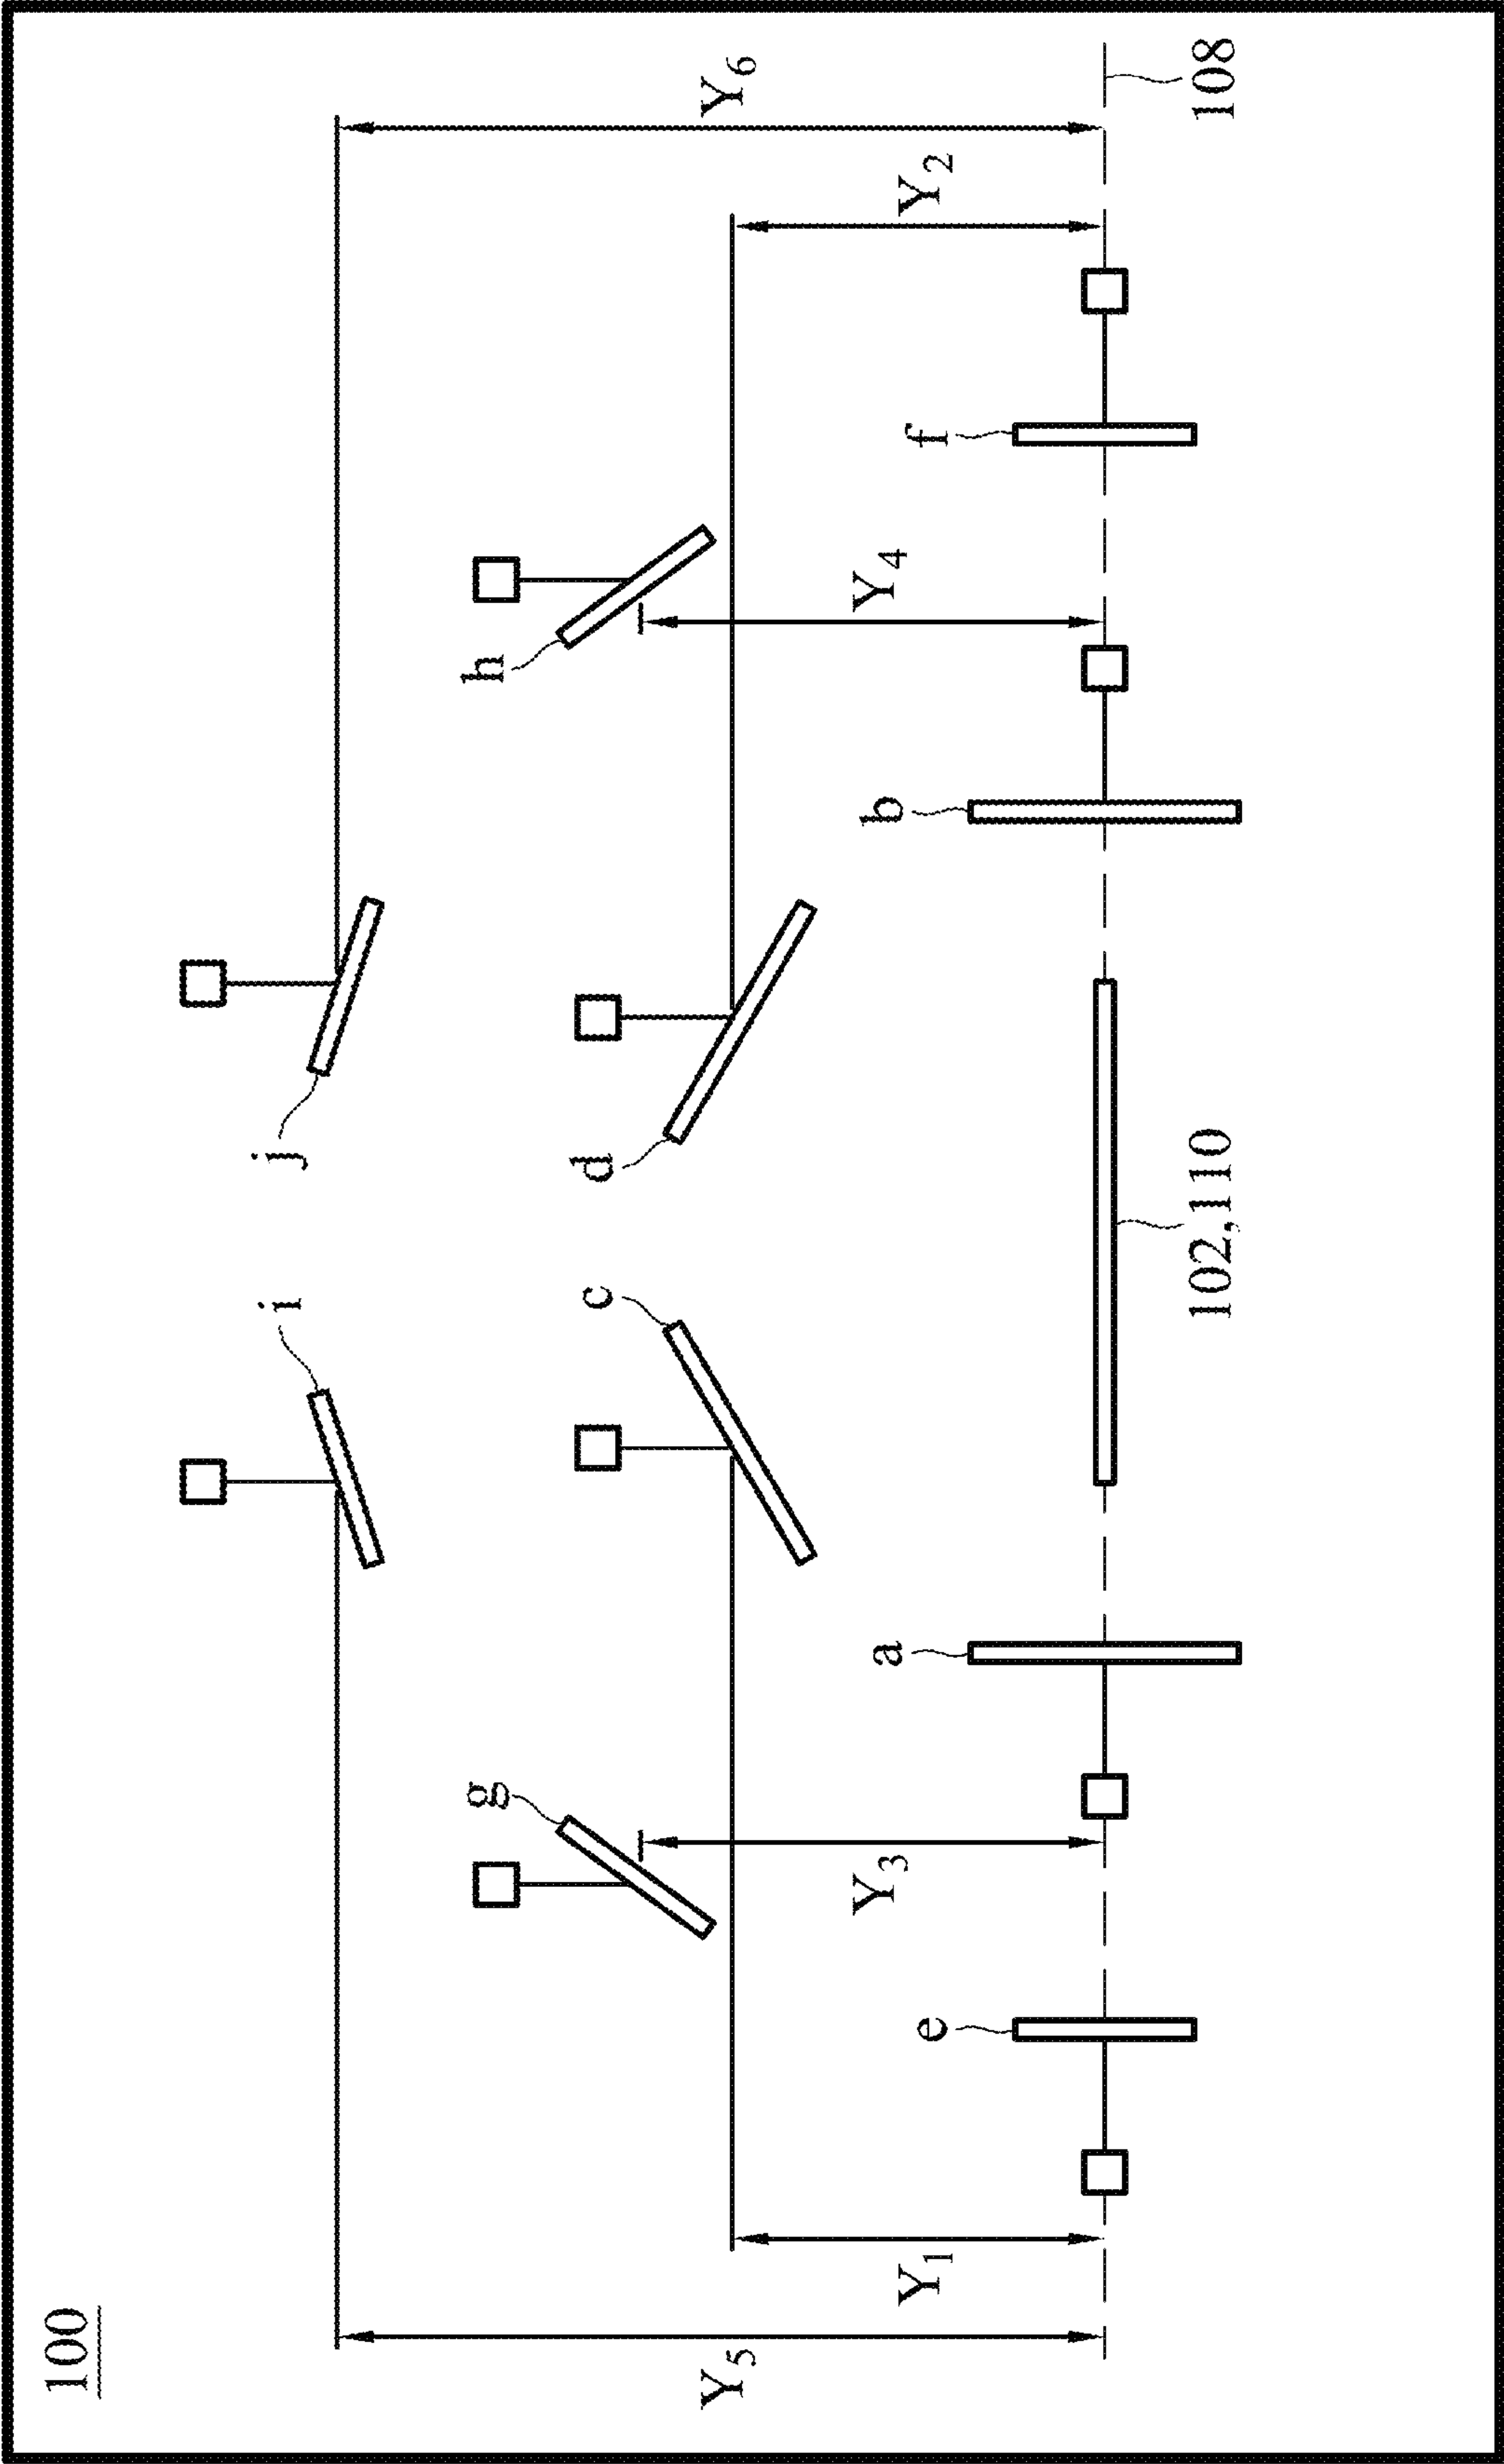 100
i j
g h
c d
Y₅ Y₆
Y₃ a b Y₄
Y₁ e f Y₂
102,110 108